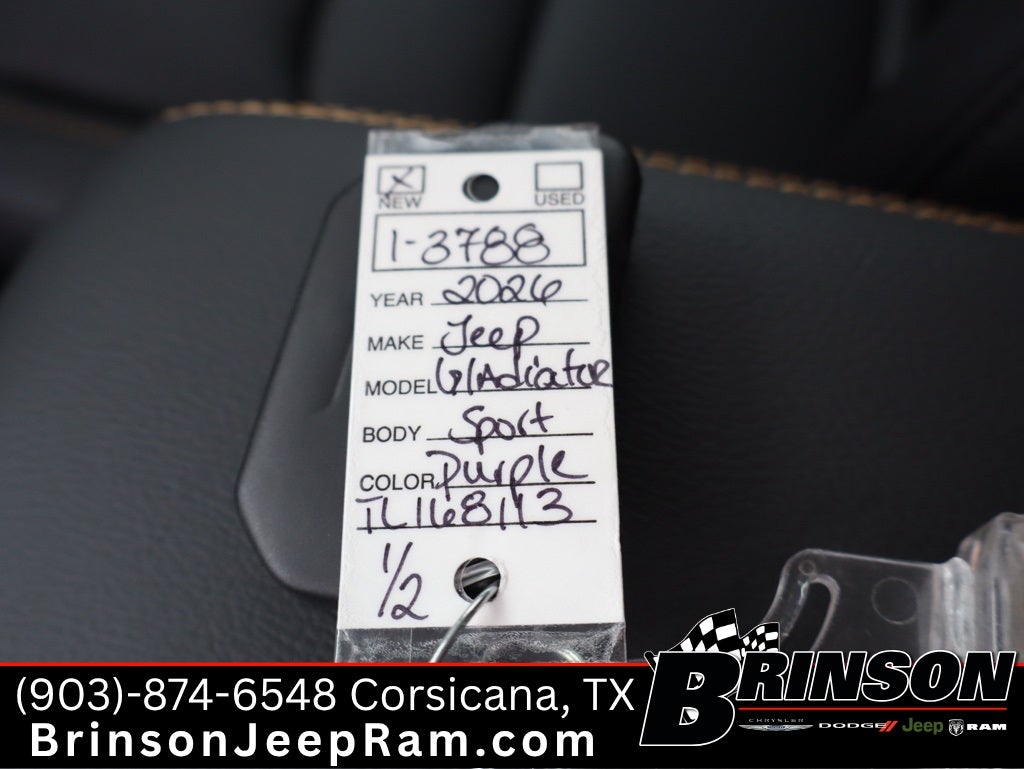 X
NEW
USED
1-3788
YEAR 2026
MAKE Jeep
MODEL GlAdiatoR
BODY Sport
COLOR Purple
TL168113
1/2
(903)-874-6548 Corsicana, TX
BrinsonJeepRam.com
BRINSON
CHRYSLER DODGE// Jeep RAM